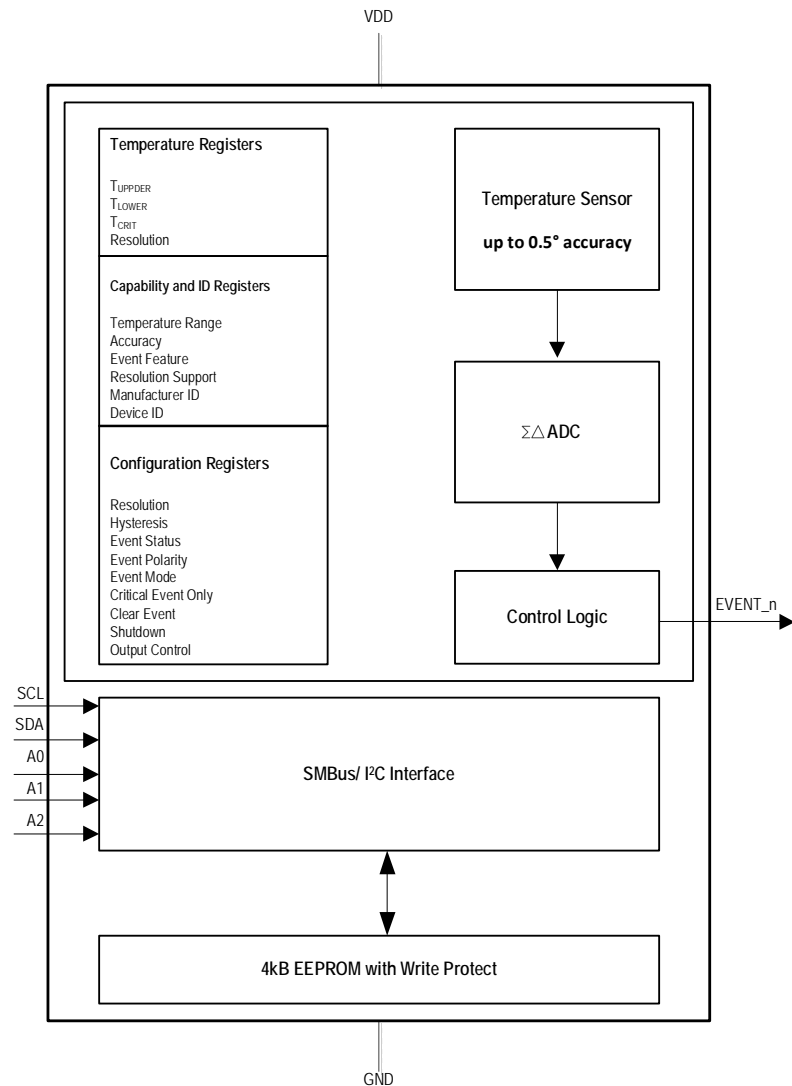 VDD
Temperature Registers
TUPPDER
TLOWER
TCRIT
Resolution
Capability and ID Registers
Temperature Range
Accuracy
Event Feature
Resolution Support
Manufacturer ID
Device ID
Configuration Registers
Resolution
Hysteresis
Event Status
Event Polarity
Event Mode
Critical Event Only
Clear Event
Shutdown
Output Control
Temperature Sensor
up to 0.5° accuracy
Σ△ ADC
Control Logic
EVENT_n
SCL
SDA
A0
A1
A2
SMBus/ I²C Interface
4kB EEPROM with Write Protect
GND